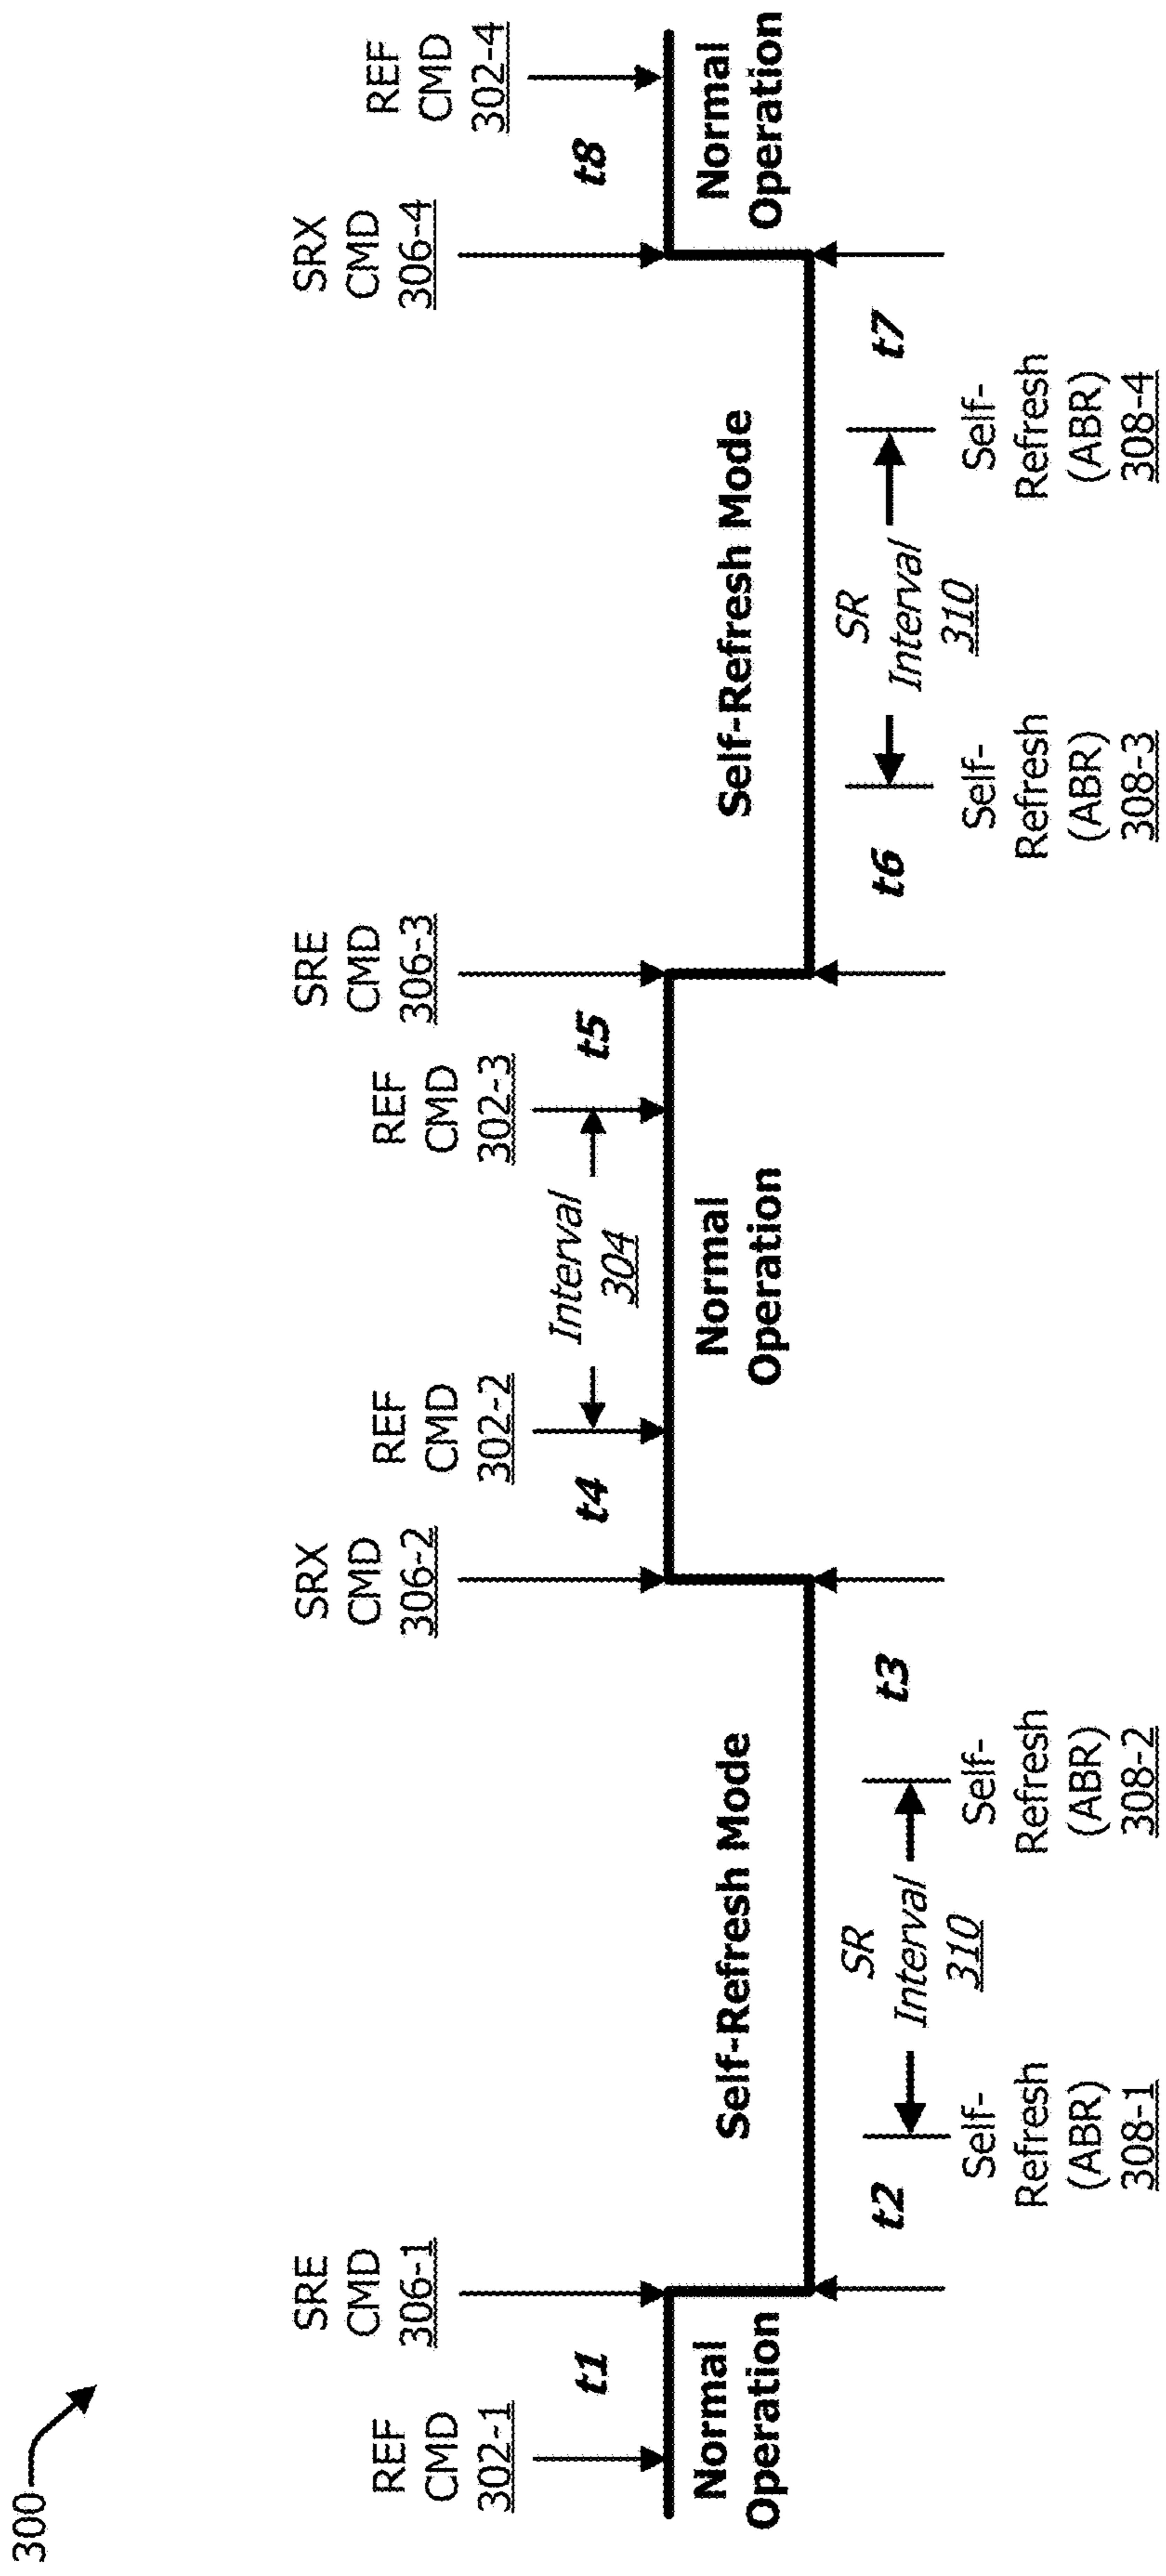 300
REF
CMD
302-1
t1
SRE
CMD
306-1
SRX
CMD
306-2
t4
REF
CMD
302-2
Interval
304
REF
CMD
302-3
t5
SRE
CMD
306-3
SRX
CMD
306-4
t8
REF
CMD
302-4
Normal
Operation
Self-Refresh Mode
Normal
Operation
Self-Refresh Mode
Normal
Operation
t2
Self-
Refresh
(ABR)
308-1
SR
Interval
310
Self-
Refresh
(ABR)
308-2
t3
t6
Self-
Refresh
(ABR)
308-3
SR
Interval
310
Self-
Refresh
(ABR)
308-4
t7